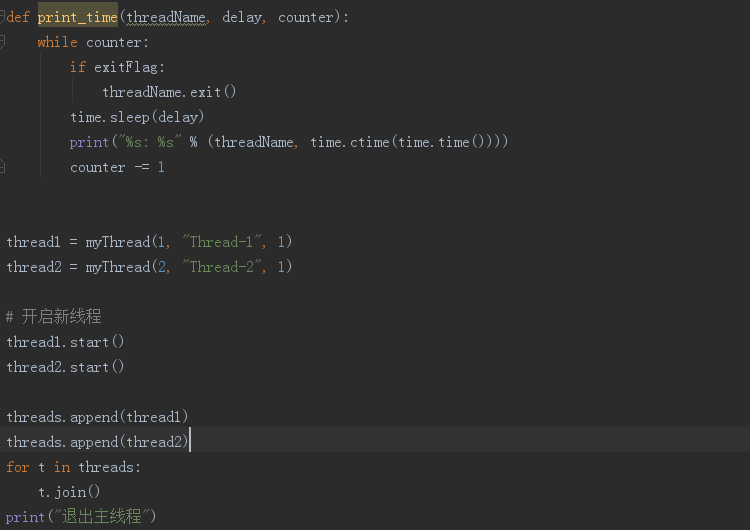 def print_time(threadName, delay, counter):
    while counter:
        if exitFlag:
            threadName.exit()
        time.sleep(delay)
        print("%s: %s" % (threadName, time.ctime(time.time())))
        counter -= 1
thread1 = myThread(1, "Thread-1", 1)
thread2 = myThread(2, "Thread-2", 1)
# 开启新线程
thread1.start()
thread2.start()
threads.append(thread1)
threads.append(thread2)
for t in threads:
    t.join()
print("退出主线程")